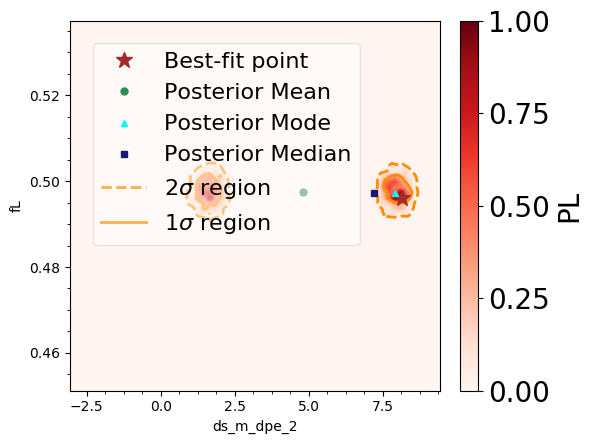 Best-fit point
Posterior Mean
Posterior Mode
Posterior Median
2σ region
1σ region
0.52
0.50
0.48
0.46
fL
−2.5 0.0 2.5 5.0 7.5
ds_m_dpe_2
1.00
0.75
0.50
0.25
0.00
PL